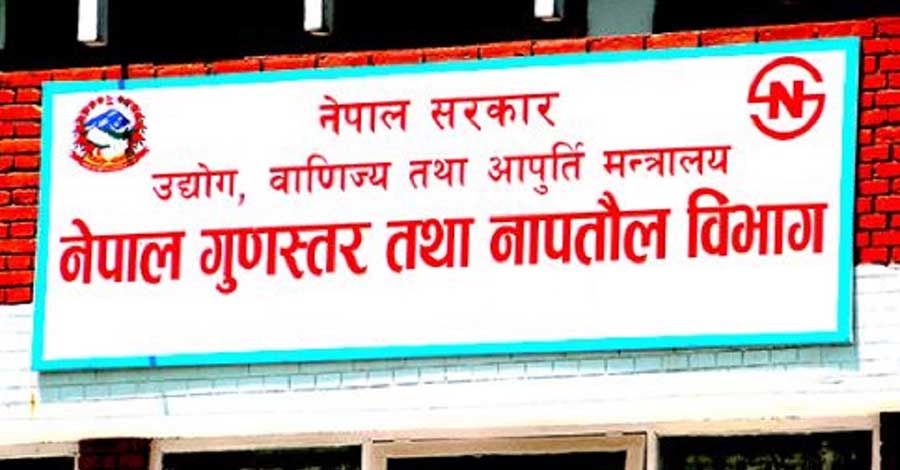 नेपाल सरकार
उद्योग, वाणिज्य तथा आपुर्ति मन्त्रालय
नेपाल गुणस्तर तथा नापतौल विभाग